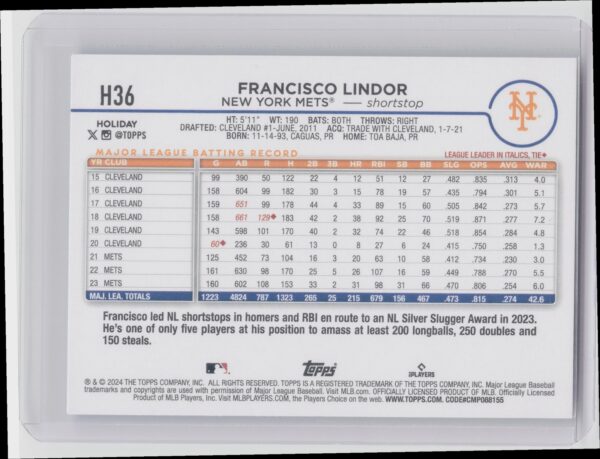 H36
FRANCISCO LINDOR
NEW YORK METS® — shortstop
NY
HOLIDAY
@TOPPS
HT: 5'11" WT: 190 BATS: BOTH THROWS: RIGHT
DRAFTED: CLEVELAND #1-JUNE, 2011 ACQ: TRADE WITH CLEVELAND, 1-7-21
BORN: 11-14-93, CAGUAS, PR HOME: TOA BAJA, PR
MAJOR LEAGUE BATTING RECORD LEAGUE LEADER IN ITALICS, TIE♦
YR CLUB G AB R H 2B 3B HR RBI SB BB SLG OPS AVG WAR
15 CLEVELAND 99 390 50 122 22 4 12 51 12 27 .482 .835 .313 4.0
16 CLEVELAND 158 604 99 182 30 3 15 78 19 57 .435 .794 .301 5.1
17 CLEVELAND 159 651 99 178 44 4 33 89 15 60 .505 .842 .273 5.7
18 CLEVELAND 158 661 129♦ 183 42 2 38 92 25 70 .519 .871 .277 7.2
19 CLEVELAND 143 598 101 170 40 2 32 74 22 46 .518 .854 .284 4.8
20 CLEVELAND 60♦ 236 30 61 13 0 8 27 6 24 .415 .750 .258 1.3
21 METS 125 452 73 104 16 3 20 63 10 58 .412 .734 .230 3.0
22 METS 161 630 98 170 25 5 26 107 16 59 .449 .788 .270 5.5
23 METS 160 602 108 153 33 2 31 98 31 66 .470 .806 .254 6.0
MAJ. LEA. TOTALS 1223 4824 787 1323 265 25 215 679 156 467 .473 .815 .274 42.6
Francisco led NL shortstops in homers and RBI en route to an NL Silver Slugger Award in 2023.
He's one of only five players at his position to amass at least 200 longballs, 250 doubles and
150 steals.
Topps
PLAYERS
® & © 2024 THE TOPPS COMPANY, INC. ALL RIGHTS RESERVED. TOPPS IS A REGISTERED TRADEMARK OF THE TOPPS COMPANY, INC. Major League Baseball
trademarks and copyrights are used with permission of Major League Baseball. Visit MLB.com. OFFICIALLY LICENSED PRODUCT OF MLB PLAYERS, INC. Officially Licensed
Product of MLB Players, Inc. Visit MLBPLAYERS.COM, the Players Choice on the web. WWW.TOPPS.COM. CODE#CMP088155